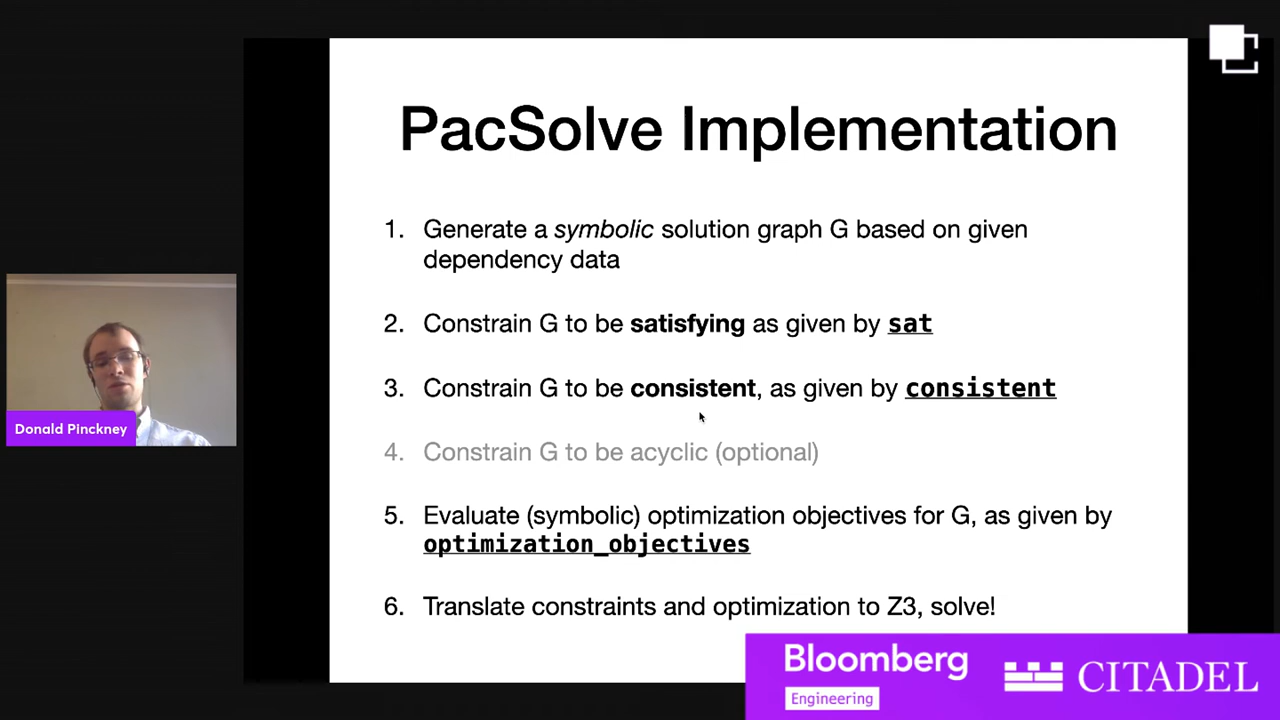 PacSolve Implementation
1. Generate a symbolic solution graph G based on given
dependency data
2. Constrain G to be satisfying as given by sat
3. Constrain G to be consistent, as given by consistent
4. Constrain G to be acyclic (optional)
5. Evaluate (symbolic) optimization objectives for G, as given by
optimization_objectives
6. Translate constraints and optimization to Z3, solve!
Donald Pinckney
Bloomberg
Engineering
CITADEL